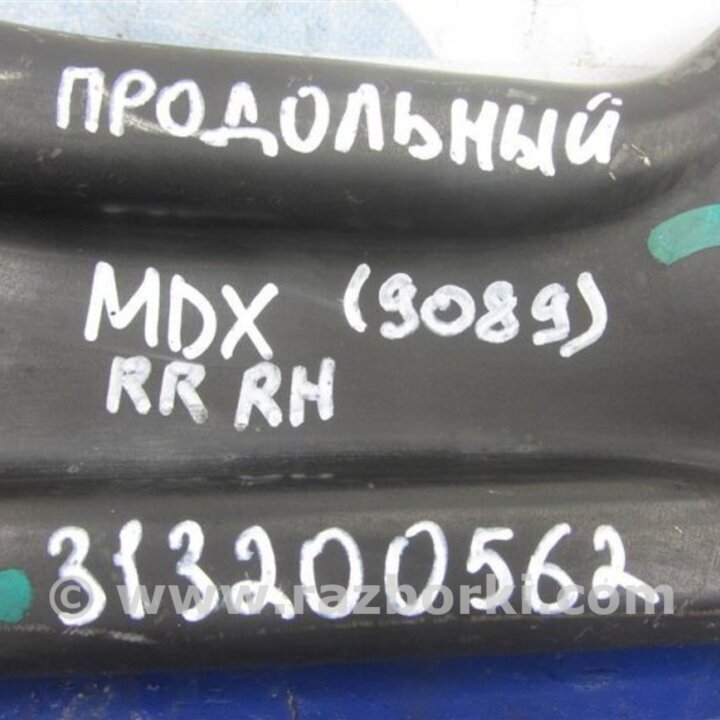 ПРОДОЛЬНЫЙ
MDX (9089)
RR RH
313200562
© www.razborki.com